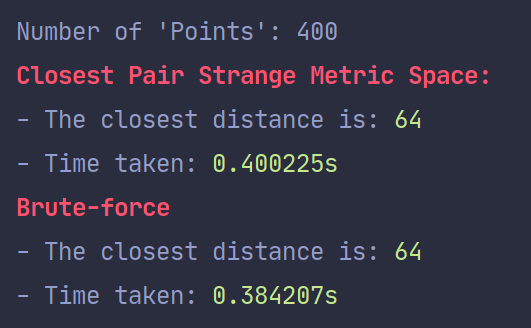 Number of 'Points': 400
Closest Pair Strange Metric Space:
- The closest distance is: 64
- Time taken: 0.400225s
Brute-force
- The closest distance is: 64
- Time taken: 0.384207s